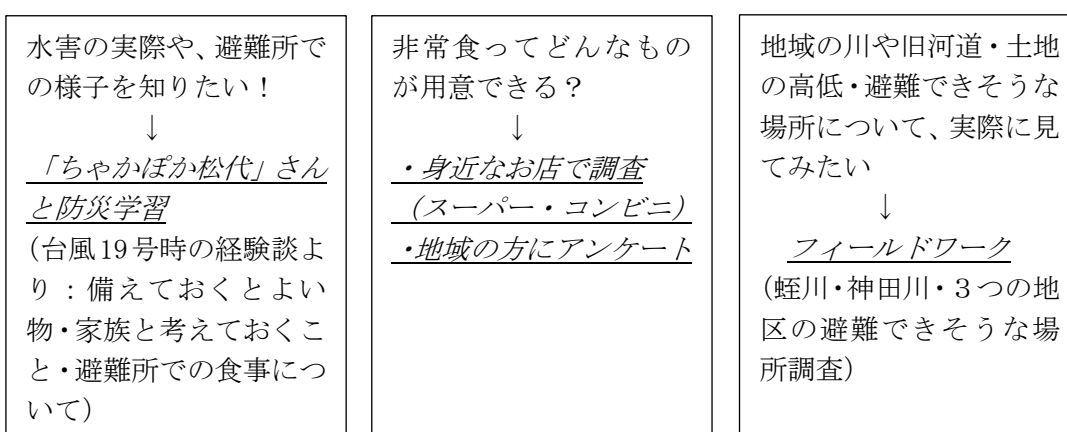 水害の実際や、避難所で
の様子を知りたい！
↓
「ちゃかぽか松代」さん
と防災学習
(台風19号時の経験談よ
り：備えておくとよい
物・家族と考えておくこ
と・避難所での食事につ
いて)
非常食ってどんなもの
が用意できる？
↓
・身近なお店で調査
(スーパー・コンビニ)
・地域の方にアンケート
地域の川や旧河道・土地
の高低・避難できそうな
場所について、実際に見
てみたい
↓
フィールドワーク
(蛭川・神田川・３つの地
区の避難できそうな場
所調査)